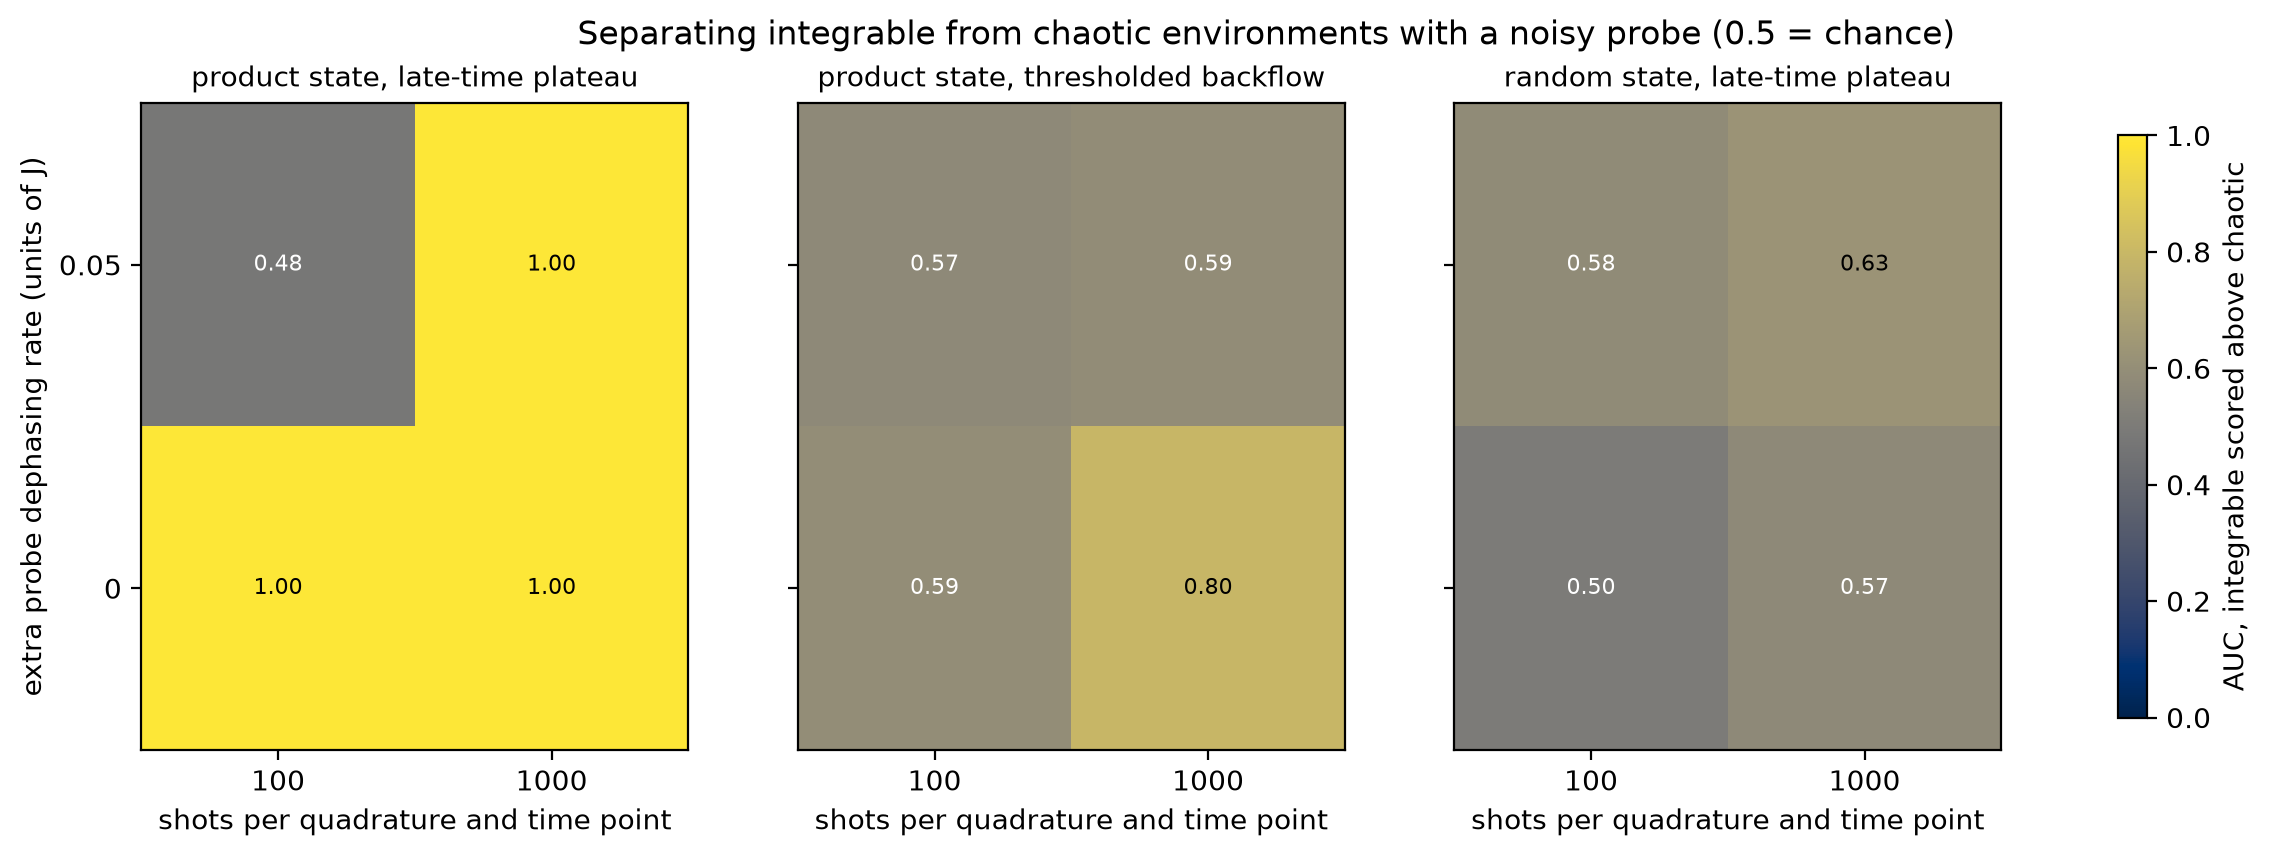 Separating integrable from chaotic environments with a noisy probe (0.5 = chance)
product state, late-time plateau
product state, thresholded backflow
random state, late-time plateau
extra probe dephasing rate (units of J)
0.05
0
0.48
1.00
1.00
1.00
100
1000
shots per quadrature and time point
0.57
0.59
0.59
0.80
100
1000
shots per quadrature and time point
0.58
0.63
0.50
0.57
100
1000
shots per quadrature and time point
1.0
0.8
0.6
0.4
0.2
0.0
AUC, integrable scored above chaotic